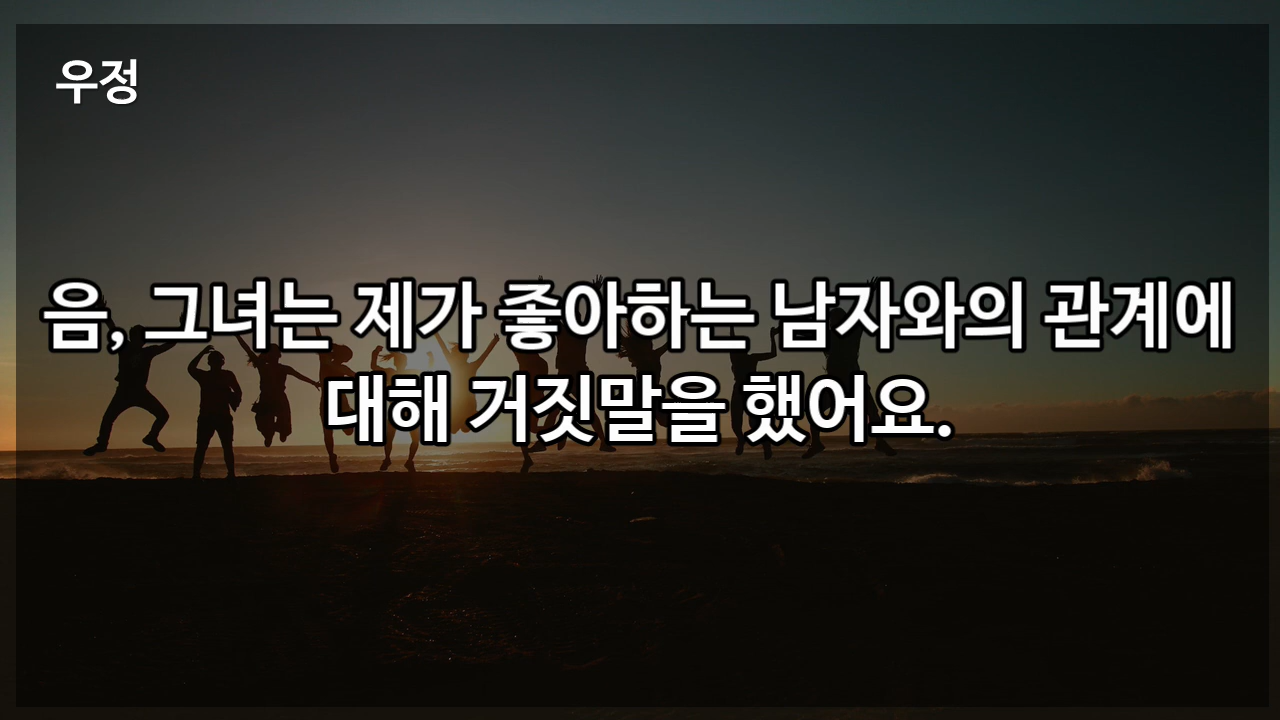 우정
음, 그녀는 제가 좋아하는 남자와의 관계에
대해 거짓말을 했어요.